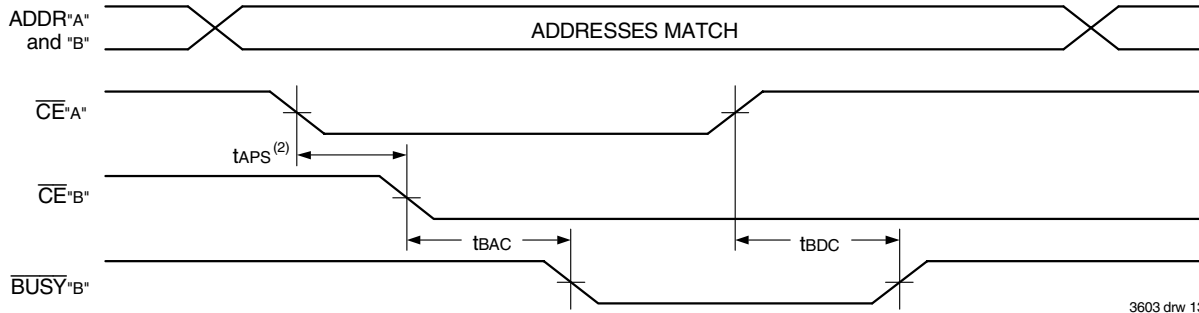 ADDR"A"
and "B"
ADDRESSES MATCH
CE"A"
tAPS(2)
CE"B"
tBAC
tBDC
BUSY"B"
3603 drw 13